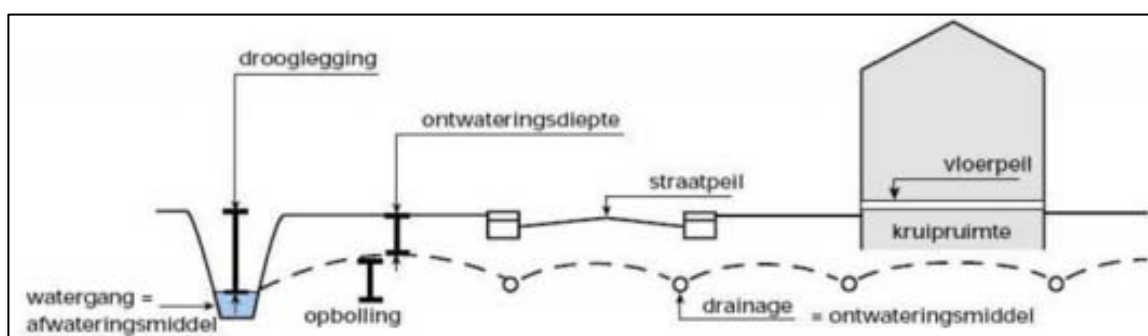 drooglegging
ontwateringsdiepte
straatpeil
vloerpeil
kruipruimte
watergang =
afwateringsmiddel
opbolling
drainage = ontwateringsmiddel